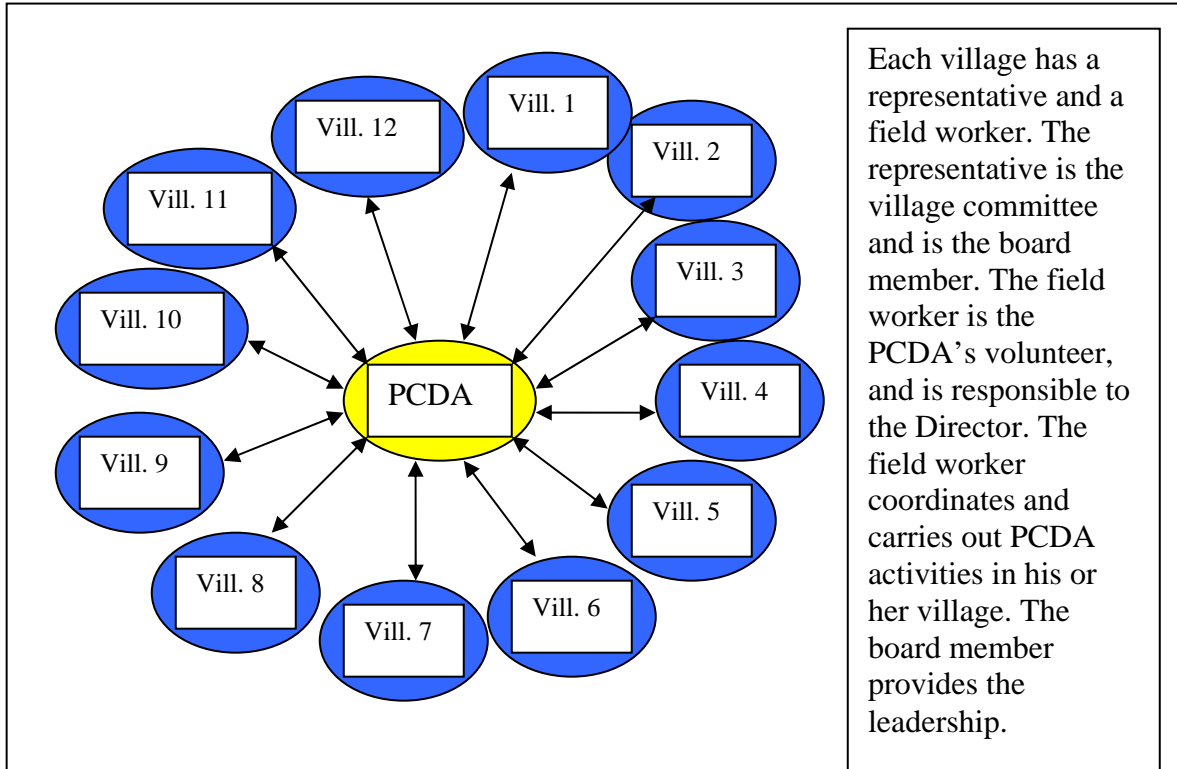 Vill. 1
Vill. 2
Vill. 3
Vill. 4
Vill. 5
Vill. 6
Vill. 7
Vill. 8
Vill. 9
Vill. 10
Vill. 11
Vill. 12
PCDA
Each village has a
representative and a
field worker. The
representative is the
village committee
and is the board
member. The field
worker is the
PCDA’s volunteer,
and is responsible to
the Director. The
field worker
coordinates and
carries out PCDA
activities in his or
her village. The
board member
provides the
leadership.